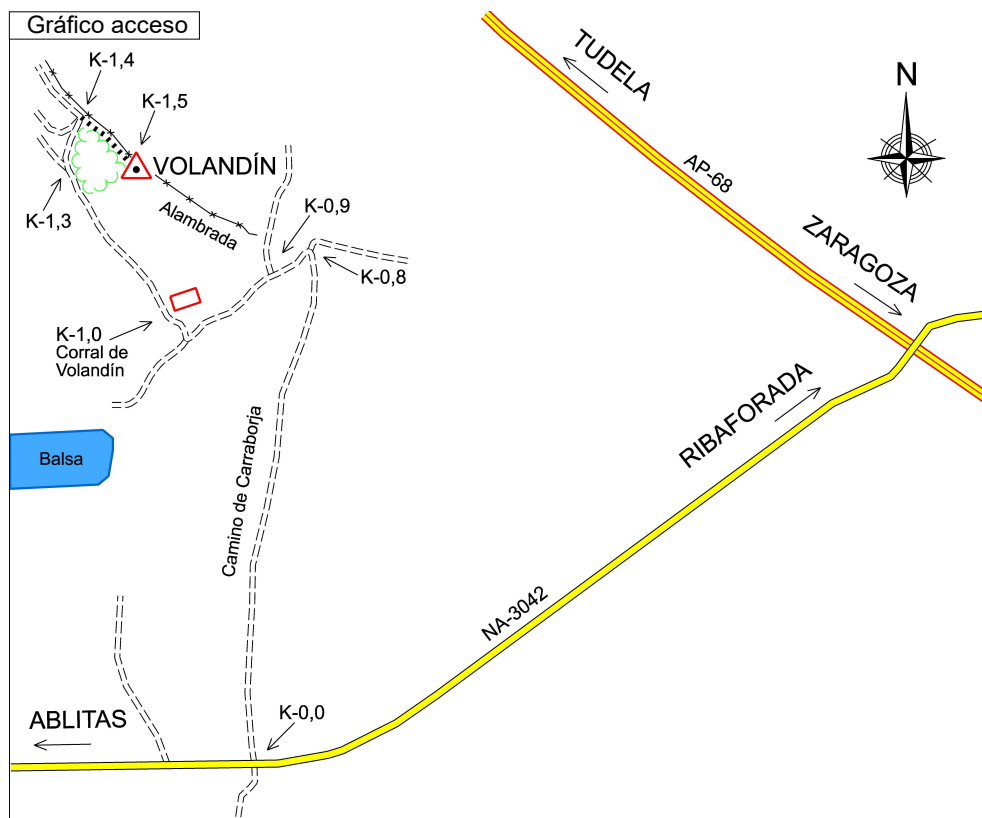 Gráfico acceso
K-1,4
K-1,5
VOLANDÍN
K-1,3
Alambrada
K-0,9
K-0,8
K-1,0
Corral de
Volandín
Balsa
Camino de Carraborja
ABLITAS
K-0,0
NA-3042
RIBAFORADA
TUDELA
AP-68
ZARAGOZA
N